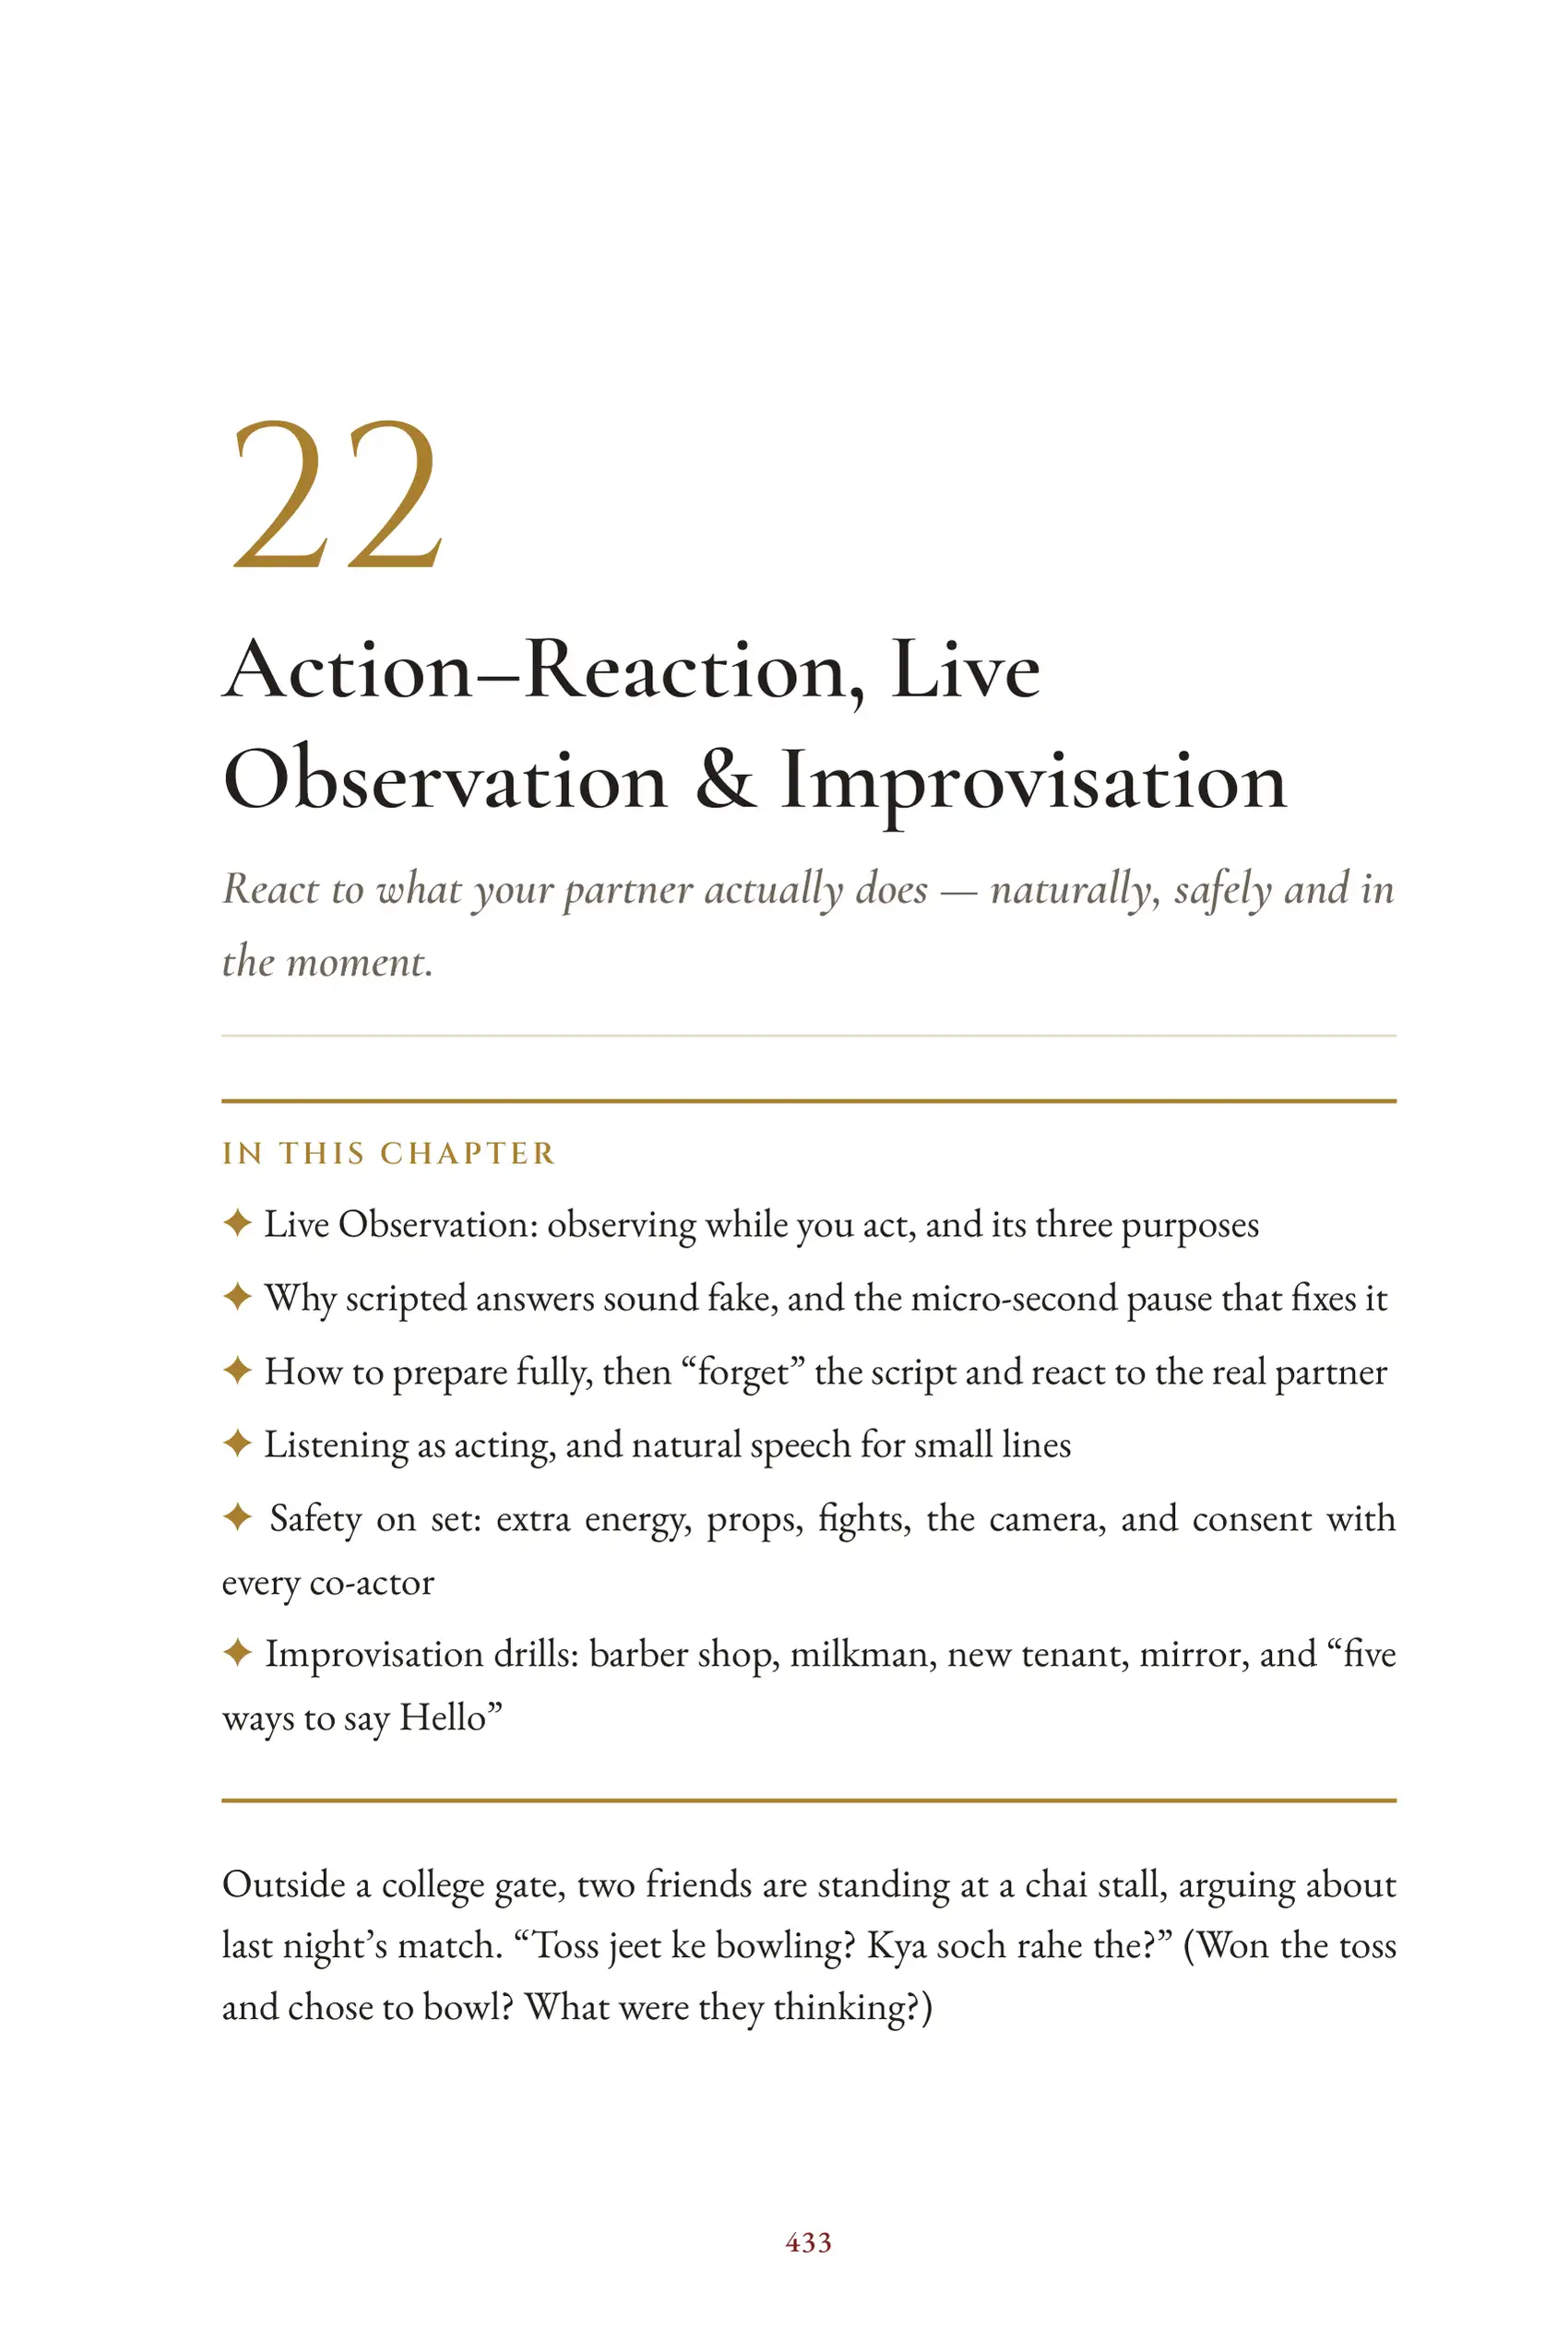 22
Action–Reaction, Live
Observation & Improvisation
React to what your partner actually does — naturally, safely and in
the moment.
IN THIS CHAPTER
✦ Live Observation: observing while you act, and its three purposes
✦ Why scripted answers sound fake, and the micro-second pause that fixes it
✦ How to prepare fully, then “forget” the script and react to the real partner
✦ Listening as acting, and natural speech for small lines
✦ Safety on set: extra energy, props, fights, the camera, and consent with
every co-actor
✦ Improvisation drills: barber shop, milkman, new tenant, mirror, and “five
ways to say Hello”
Outside a college gate, two friends are standing at a chai stall, arguing about
last night’s match. “Toss jeet ke bowling? Kya soch rahe the?” (Won the toss
and chose to bowl? What were they thinking?)
433